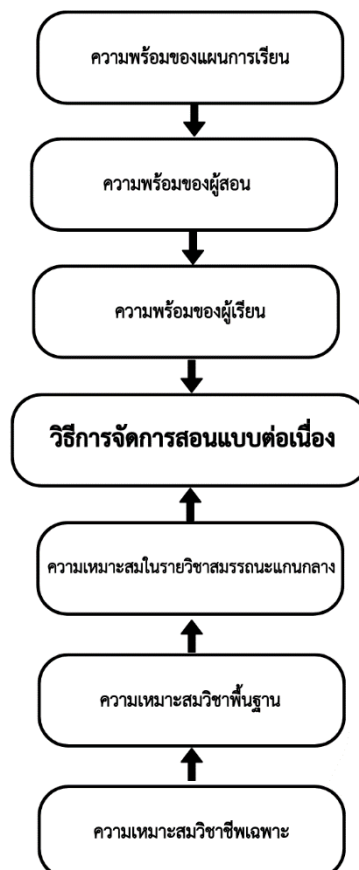 ความพร้อมของแผนการเรียน
ความพร้อมของผู้สอน
ความพร้อมของผู้เรียน
วิธีการจัดการสอนแบบต่อเนื่อง
ความเหมาะสมในรายวิชาสมรรถนะแกนกลาง
ความเหมาะสมวิชาพื้นฐาน
ความเหมาะสมวิชาชีพเฉพาะ